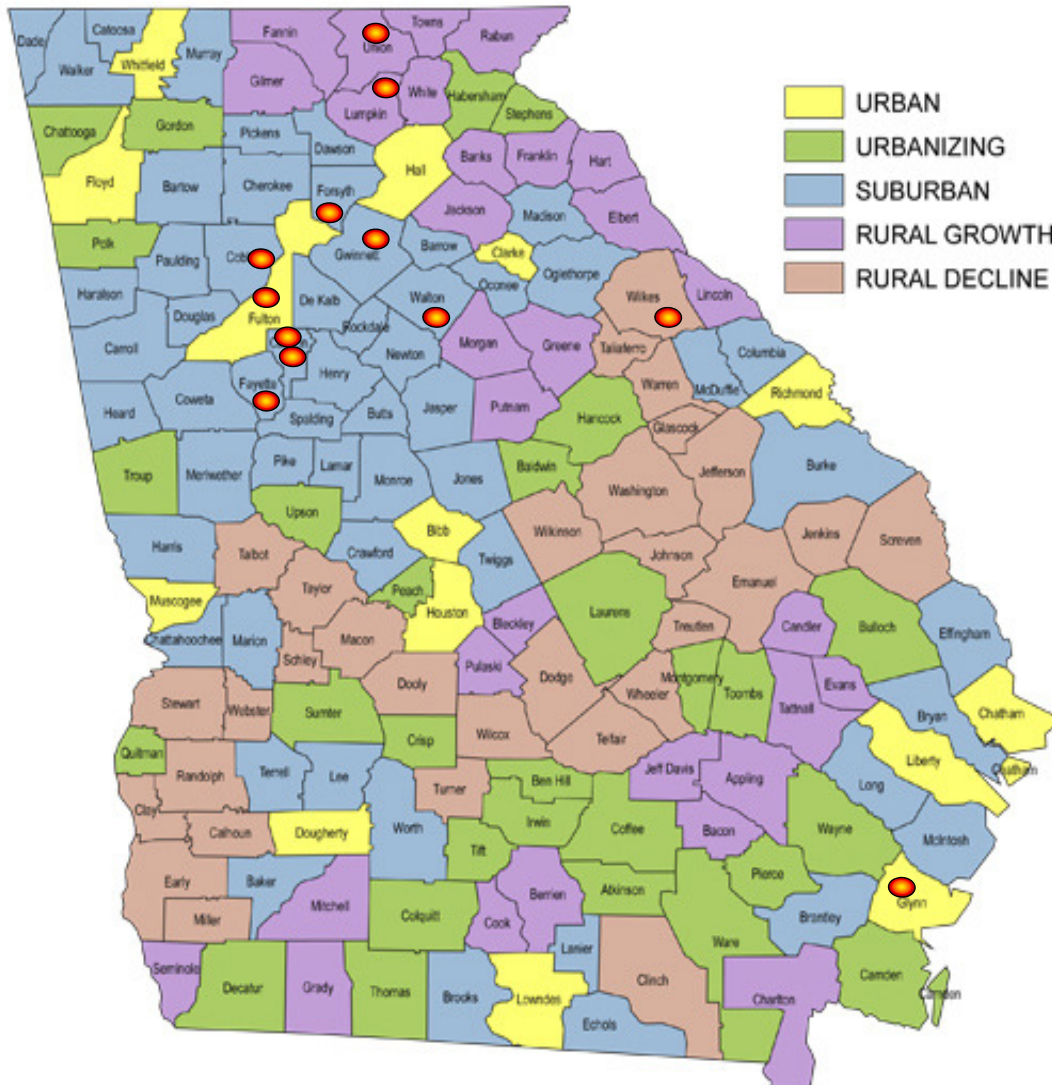 Dade
Catoosa
Walker
Whitfield
Murray
Fannin
Union
Towns
Rabun
Gilmer
Lumpkin
White
Habersham
Stephens
Chattooga
Gordon
Pickens
Dawson
Floyd
Bartow
Cherokee
Forsyth
Hall
Banks
Franklin
Hart
Jackson
Madison
Elbert
Polk
Paulding
Gwinnett
Barrow
Clarke
Oconee
Oglethorpe
Wilkes
Lincoln
Haralson
Douglas
Fulton
De Kalb
Walton
Rockdale
Newton
Morgan
Greene
Taliaferro
Columbia
McDuffie
Warren
Richmond
Carroll
Fayette
Henry
Heard
Coweta
Spalding
Butts
Jasper
Putnam
Hancock
Glascock
Jefferson
Burke
Troup
Meriwether
Pike
Lamar
Monroe
Jones
Baldwin
Washington
Upson
Bibb
Wilkinson
Jenkins
Screven
Harris
Talbot
Crawford
Twiggs
Johnson
Emanuel
Taylor
Peach
Houston
Laurens
Muscogee
Chattahoochee
Marion
Macon
Bleckley
Treutlen
Candler
Bulloch
Effingham
Schley
Pulaski
Dodge
Montgomery
Evans
Stewart
Webster
Dooly
Wheeler
Toombs
Tattnall
Bryan
Chatham
Sumter
Crisp
Wilcox
Telfair
Quitman
Randolph
Terrell
Lee
Turner
Ben Hill
Jeff Davis
Appling
Long
Liberty
Chatham
Clay
Calhoun
Dougherty
Worth
Irwin
Coffee
Bacon
Wayne
McIntosh
Tift
Early
Baker
Mitchell
Berrien
Atkinson
Pierce
Glynn
Miller
Colquitt
Cook
Brantley
Lanier
Ware
Seminole
Decatur
Grady
Thomas
Brooks
Lowndes
Clinch
Charlton
Camden
Camden
Echols
URBAN
URBANIZING
SUBURBAN
RURAL GROWTH
RURAL DECLINE